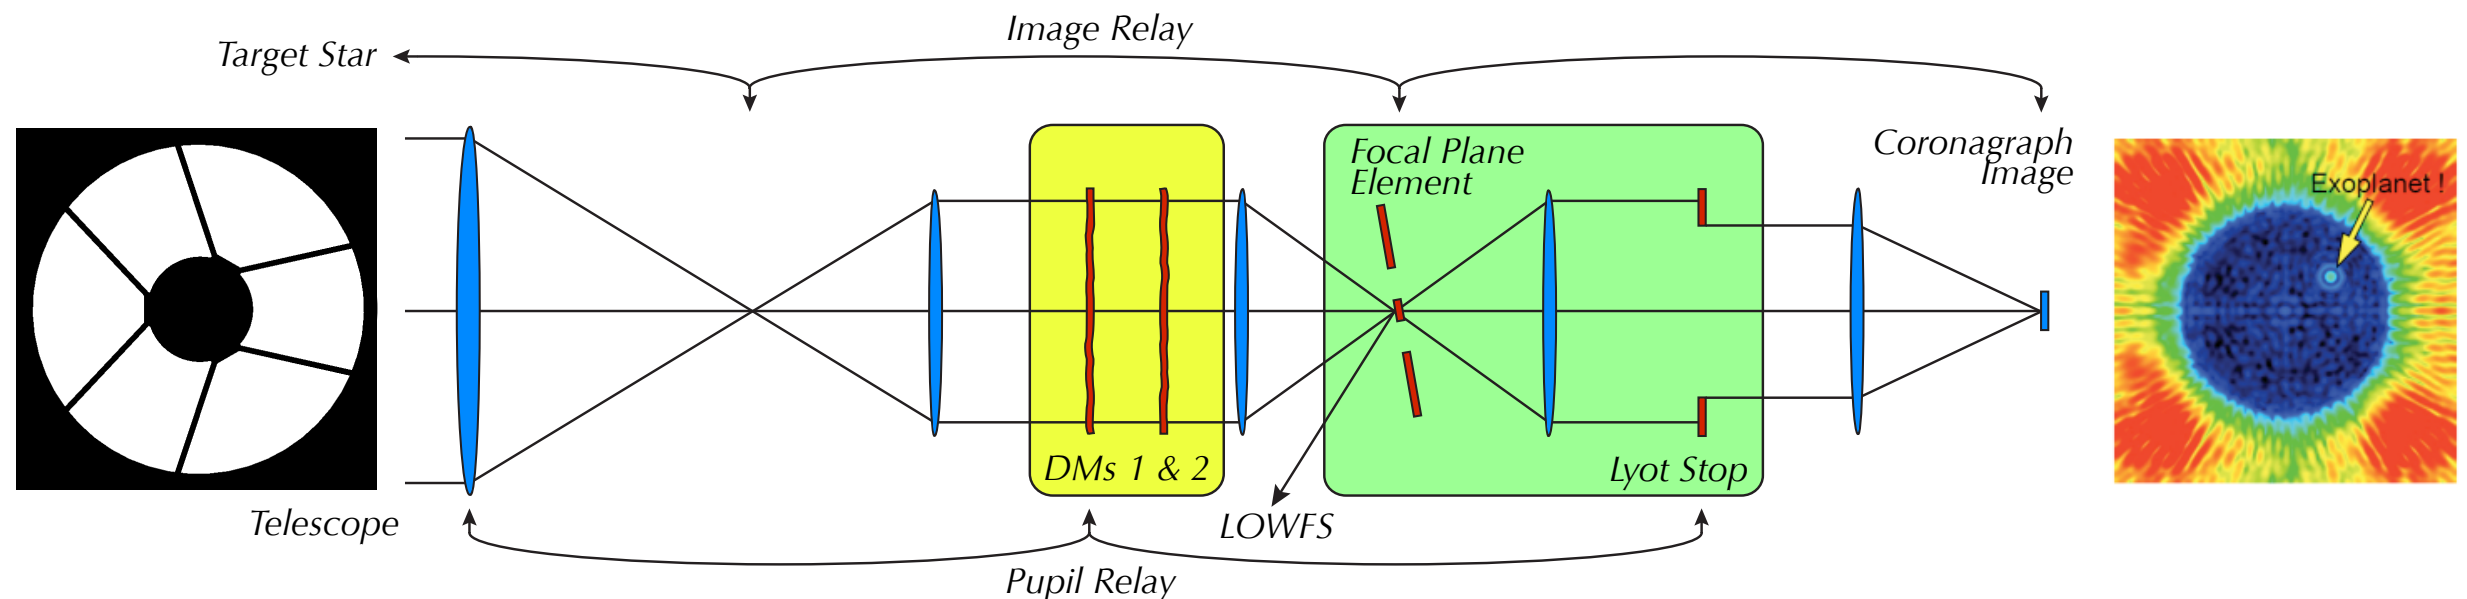 Image Relay
Target Star
Focal Plane
Element
Coronagraph
Image
Exoplanet !
DMs 1 & 2
Lyot Stop
Telescope
LOWFS
Pupil Relay